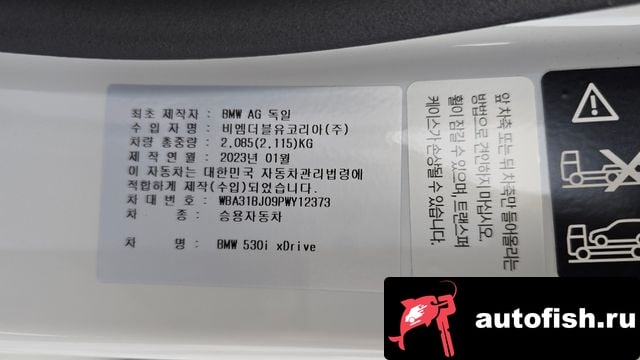 최초 제작자 : BMW AG 독일
수 입 자 명 : 비엠더블유코리아(주)
차량 총중량 : 2,085(2,115)KG
제 작 연 월 : 2023년 01월
이 자동차는 대한민국 자동차관리법령에
적합하게 제작(수입)되었습니다.
차 대 번 호 : WBA31BJ09PWY12373
차 종 : 승용자동차
차 명 : BMW 530i xDrive
앞 차축 또는 뒤 차축만 들어올리는
방법으로 견인하지 마십시오.
휠이 잠길 수 있으며 트랜스퍼
케이스가 손상될 수 있습니다.
autofish.ru